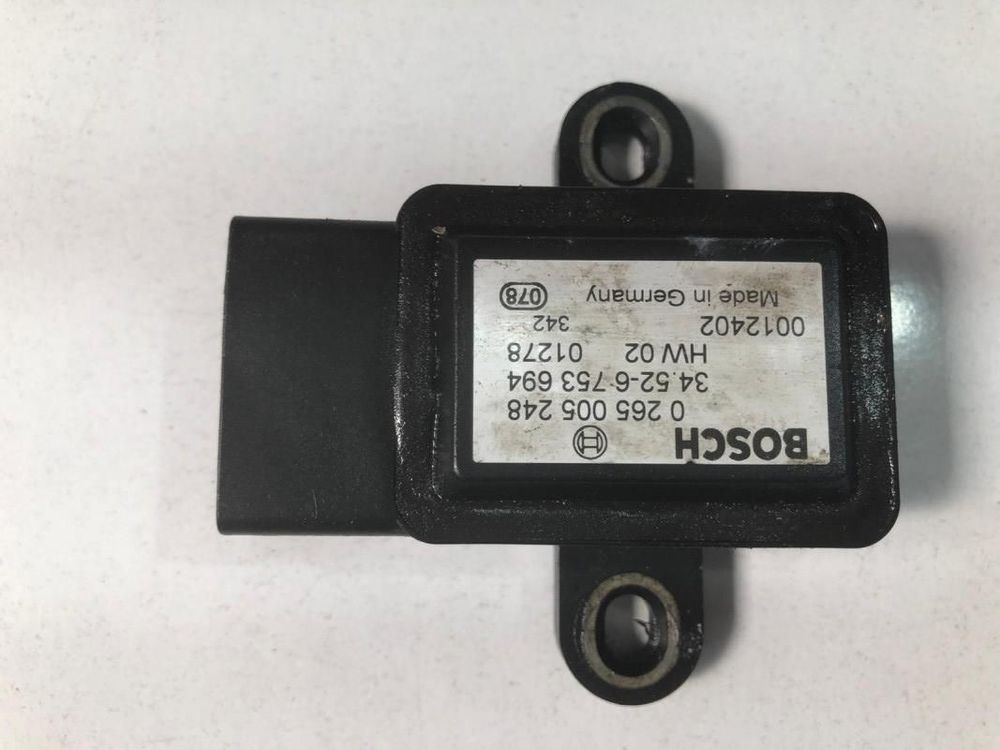 BOSCH
0 265 005 248
34.52-6 753 694
HW 02 01278
0012402 342
Made in Germany 078